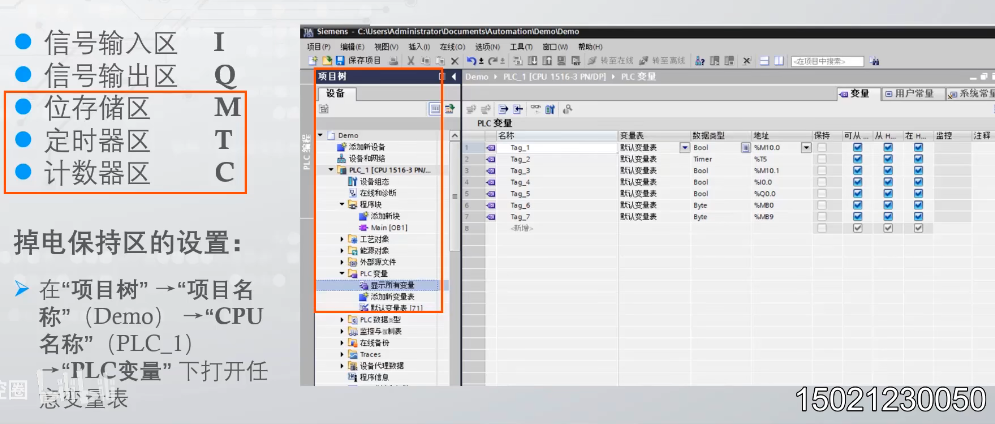 信号输入区 I
信号输出区 Q
位存储区 M
定时器区 T
计数器区 C
掉电保持区的设置：
在“项目树”→“项目名
称”（Demo）→“CPU
名称”（PLC_1）
→“PLC变量”下打开任
意变量表
Siemens - C:\Users\Administrator\Documents\Automation\Demo\Demo
项目(P) 编辑(E) 视图(V) 插入(I) 在线(O) 选项(N) 工具(T) 窗口(W) 帮助(H)
保存项目 转至在线 转至离线 <在项目中搜索>
项目树
设备
Demo
添加新设备
设备和网络
PLC_1 [CPU 1516-3 PN/...
设备组态
在线和诊断
程序块
添加新块
Main [OB1]
工艺对象
能源对象
外部源文件
PLC 变量
显示所有变量
添加新变量表
默认变量表 [71]
PLC 数据类型
监控与强制表
在线备份
Traces
设备代理数据
程序信息
Demo PLC_1 [CPU 1516-3 PN/DP] PLC 变量
变量 用户常量 系统常量
PLC 变量
名称 变量表 数据类型 地址 保持 可从 ... 从 H... 在 H... 监控 注释
1 Tag_1 默认变量表 Bool %M10.0
2 Tag_2 默认变量表 Timer %T5
3 Tag_3 默认变量表 Bool %M10.1
4 Tag_4 默认变量表 Bool %I0.0
5 Tag_5 默认变量表 Bool %Q0.0
6 Tag_6 默认变量表 Byte %MB0
7 Tag_7 默认变量表 Byte %MB9
8 <新增>
15021230050